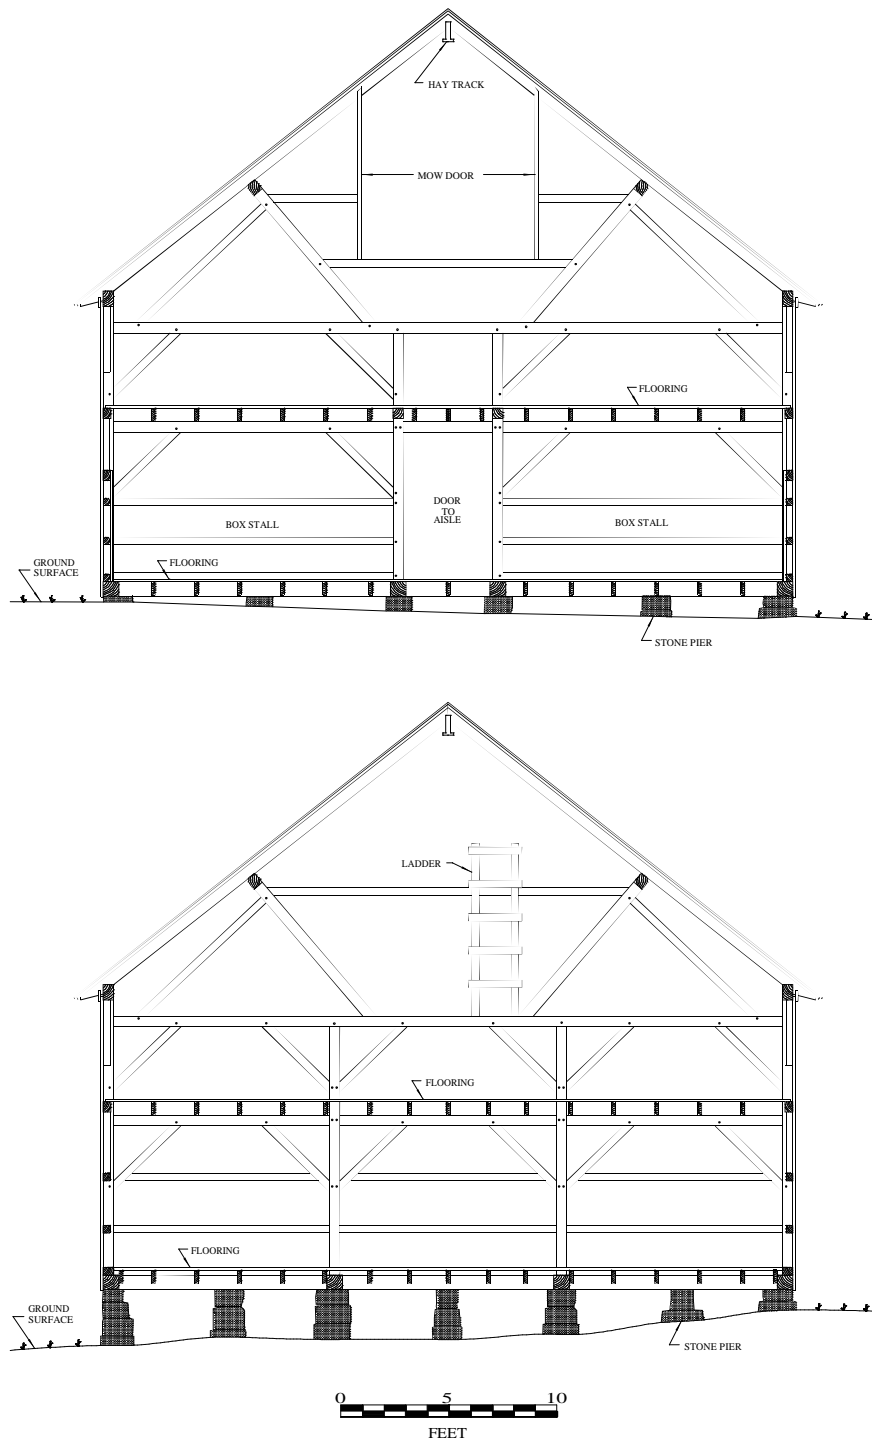 HAY TRACK
MOW DOOR
FLOORING
DOOR
TO
AISLE
BOX STALL
BOX STALL
FLOORING
GROUND
SURFACE
STONE PIER
LADDER
FLOORING
FLOORING
GROUND
SURFACE
STONE PIER
0 5 10
FEET